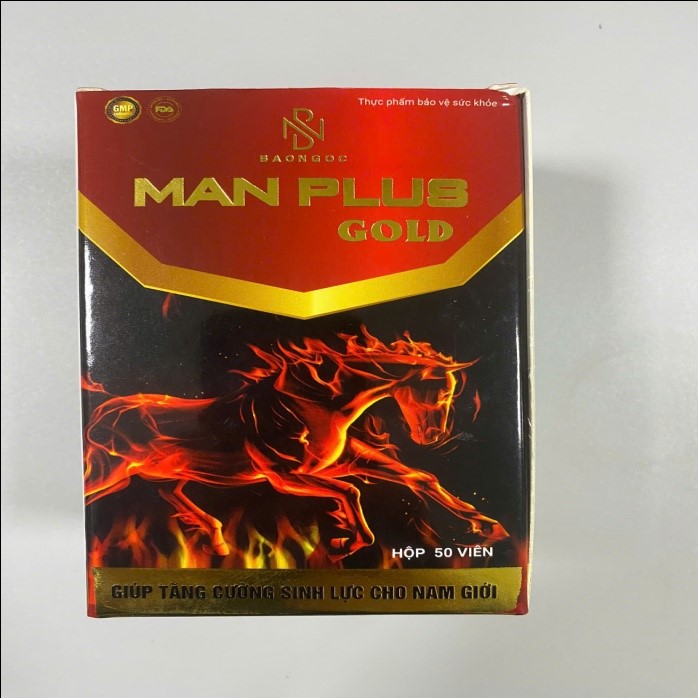 GMP
FDA
Thực phẩm bảo vệ sức khỏe
BN
BAONGOC
MAN PLUS
GOLD
HỘP 50 VIÊN
GIÚP TĂNG CƯỜNG SINH LỰC CHO NAM GIỚI